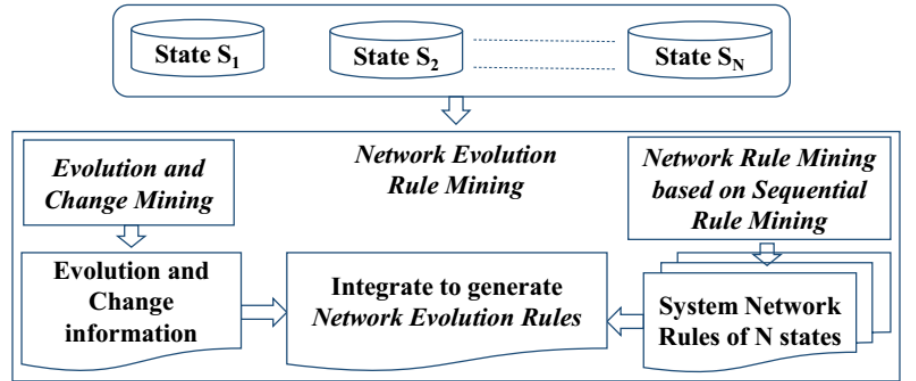 State S1
State S2
State SN
Evolution and
Change Mining
Network Evolution
Rule Mining
Network Rule Mining
based on Sequential
Rule Mining
Evolution and
Change
information
Integrate to generate
Network Evolution Rules
System Network
Rules of N states